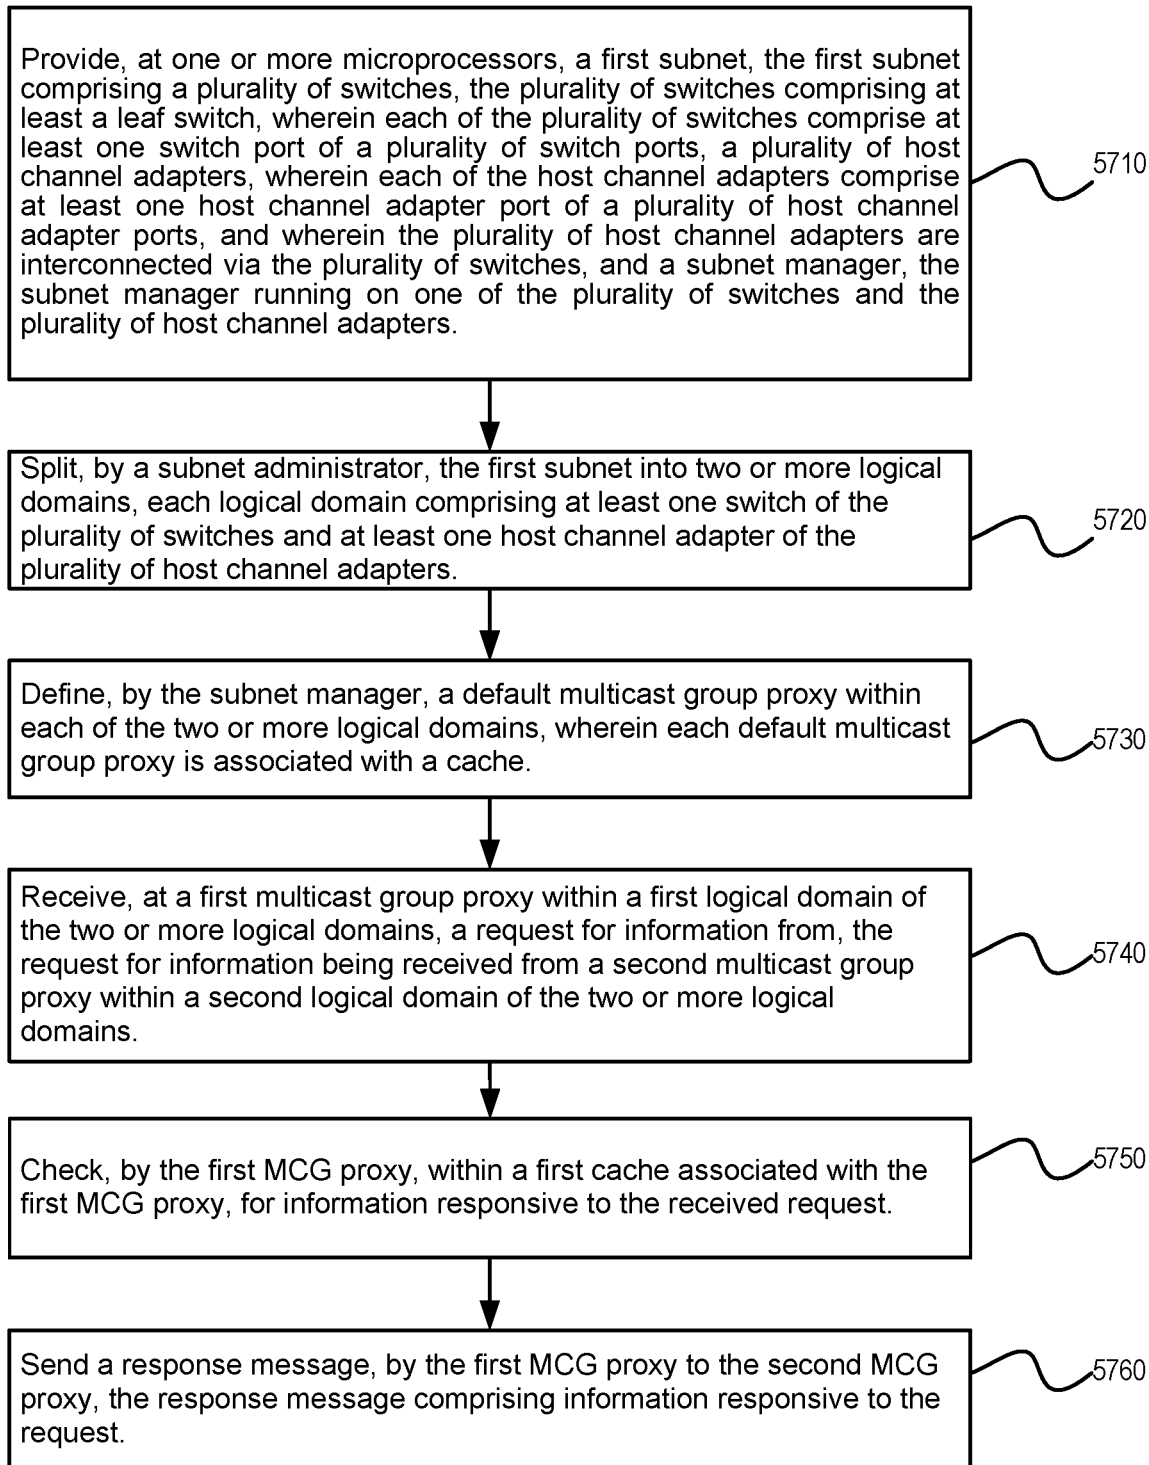 Provide, at one or more microprocessors, a first subnet, the first subnet
comprising a plurality of switches, the plurality of switches comprising at
least a leaf switch, wherein each of the plurality of switches comprise at
least one switch port of a plurality of switch ports, a plurality of host
channel adapters, wherein each of the host channel adapters comprise
at least one host channel adapter port of a plurality of host channel
adapter ports, and wherein the plurality of host channel adapters are
interconnected via the plurality of switches, and a subnet manager, the
subnet manager running on one of the plurality of switches and the
plurality of host channel adapters.
5710
Split, by a subnet administrator, the first subnet into two or more logical
domains, each logical domain comprising at least one switch of the
plurality of switches and at least one host channel adapter of the
plurality of host channel adapters.
5720
Define, by the subnet manager, a default multicast group proxy within
each of the two or more logical domains, wherein each default multicast
group proxy is associated with a cache.
5730
Receive, at a first multicast group proxy within a first logical domain of
the two or more logical domains, a request for information from, the
request for information being received from a second multicast group
proxy within a second logical domain of the two or more logical
domains.
5740
Check, by the first MCG proxy, within a first cache associated with the
first MCG proxy, for information responsive to the received request.
5750
Send a response message, by the first MCG proxy to the second MCG
proxy, the response message comprising information responsive to the
request.
5760